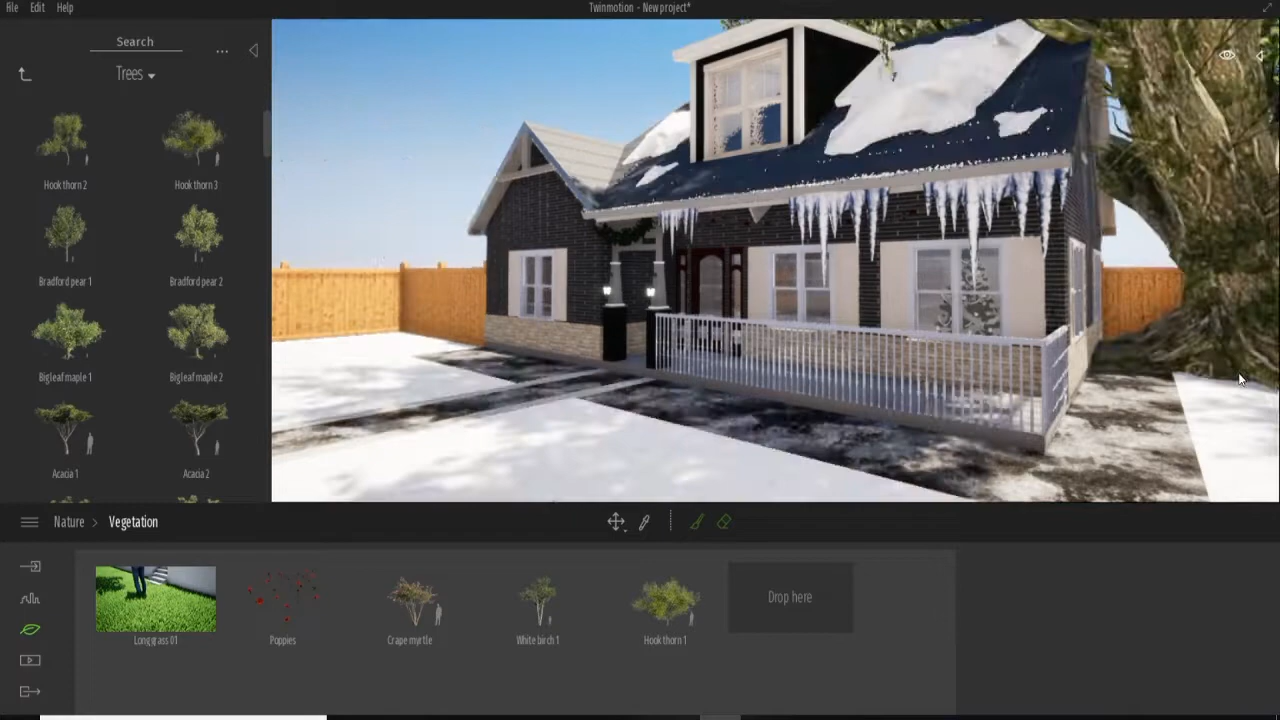 File Edit Help
Twinmotion - New project*
Search
...
Trees
Hook thorn 2
Hook thorn 3
Bradford pear 1
Bradford pear 2
Bigleaf maple 1
Bigleaf maple 2
Acacia 1
Acacia 2
Nature > Vegetation
Long grass 01
Poppies
Crape myrtle
White birch 1
Hook thorn 1
Drop here